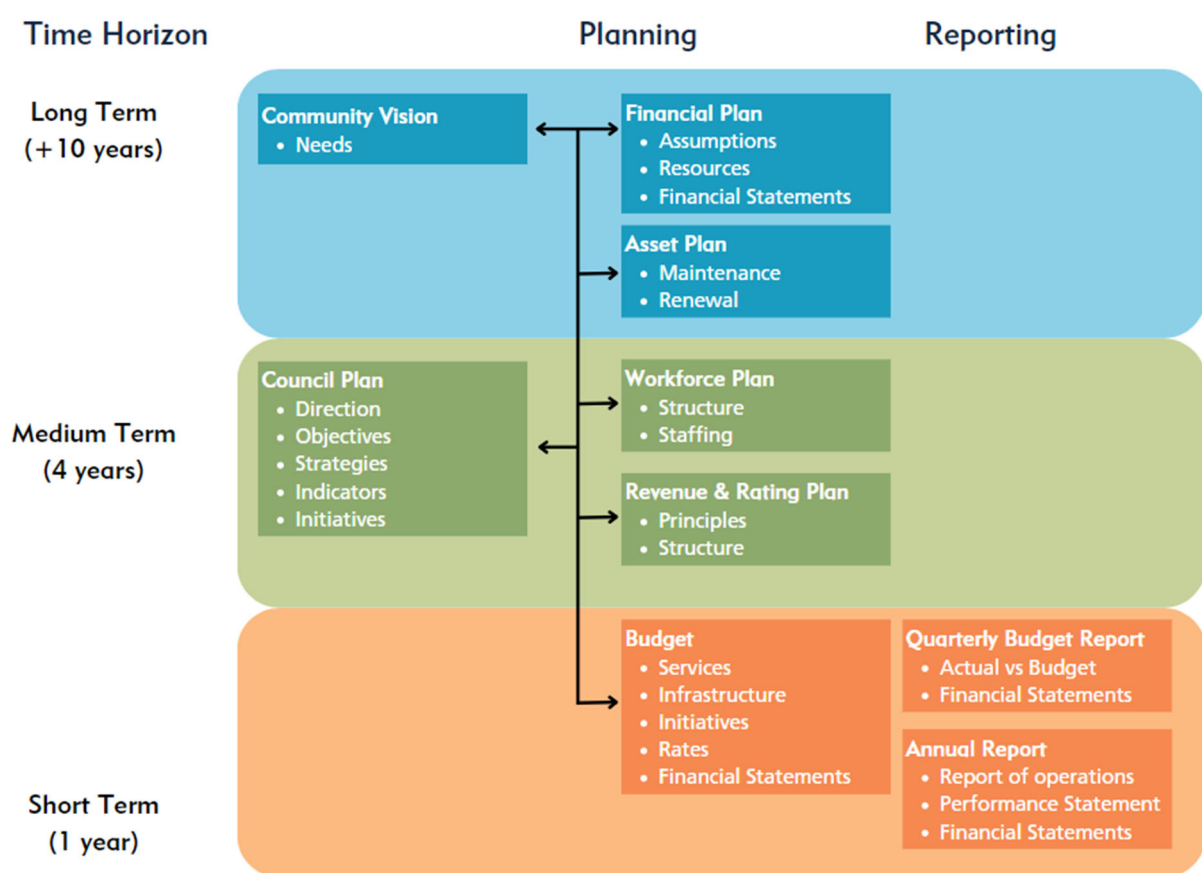 Time Horizon
Planning
Reporting
Long Term
(+10 years)
Community Vision
• Needs
Financial Plan
• Assumptions
• Resources
• Financial Statements
Asset Plan
• Maintenance
• Renewal
Medium Term
(4 years)
Council Plan
• Direction
• Objectives
• Strategies
• Indicators
• Initiatives
Workforce Plan
• Structure
• Staffing
Revenue & Rating Plan
• Principles
• Structure
Short Term
(1 year)
Budget
• Services
• Infrastructure
• Initiatives
• Rates
• Financial Statements
Quarterly Budget Report
• Actual vs Budget
• Financial Statements
Annual Report
• Report of operations
• Performance Statement
• Financial Statements